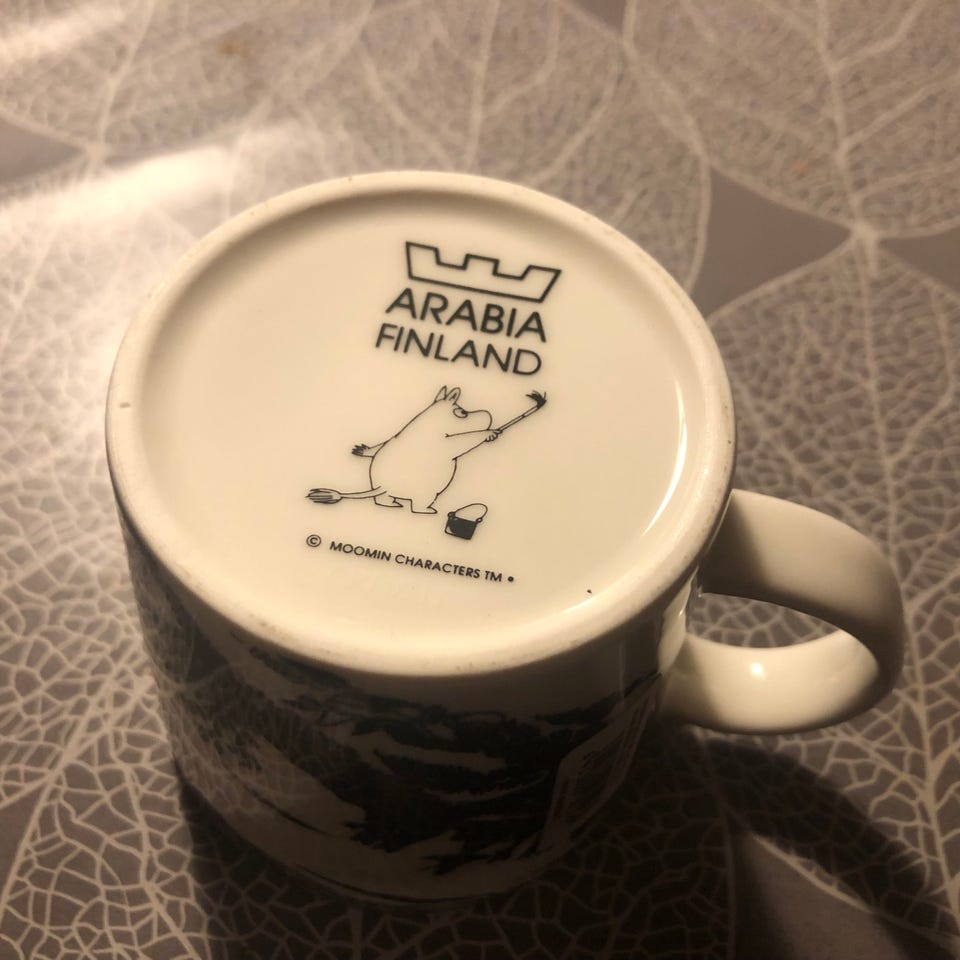 ARABIA
FINLAND
© MOOMIN CHARACTERS TM •